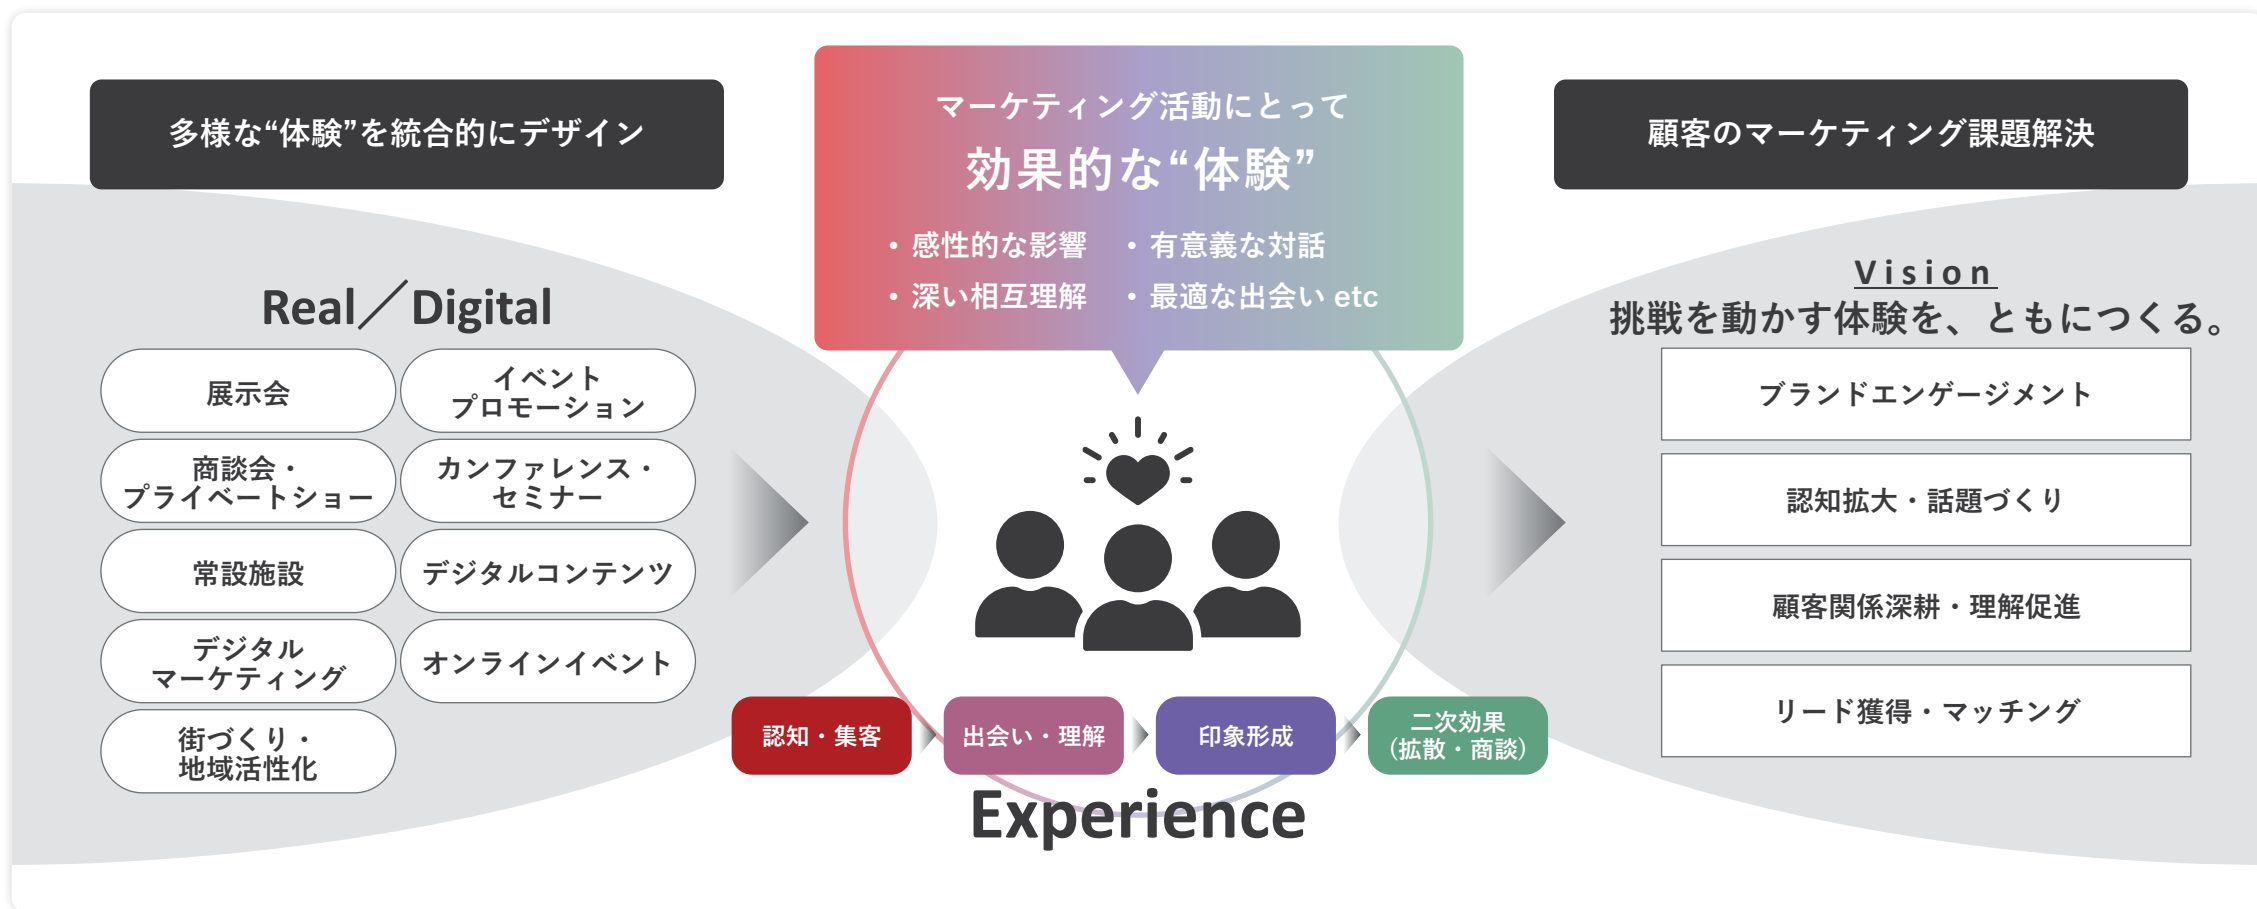 多様な“体験”を統合的にデザイン
Real／Digital
展示会
イベント
プロモーション
商談会・
プライベートショー
カンファレンス・
セミナー
常設施設
デジタルコンテンツ
デジタル
マーケティング
オンラインイベント
街づくり・
地域活性化
マーケティング活動にとって
効果的な“体験”
・感性的な影響 ・有意義な対話
・深い相互理解 ・最適な出会い etc
認知・集客
出会い・理解
印象形成
二次効果
(拡散・商談)
Experience
顧客のマーケティング課題解決
Vision
挑戦を動かす体験を、ともにつくる。
ブランドエンゲージメント
認知拡大・話題づくり
顧客関係深耕・理解促進
リード獲得・マッチング